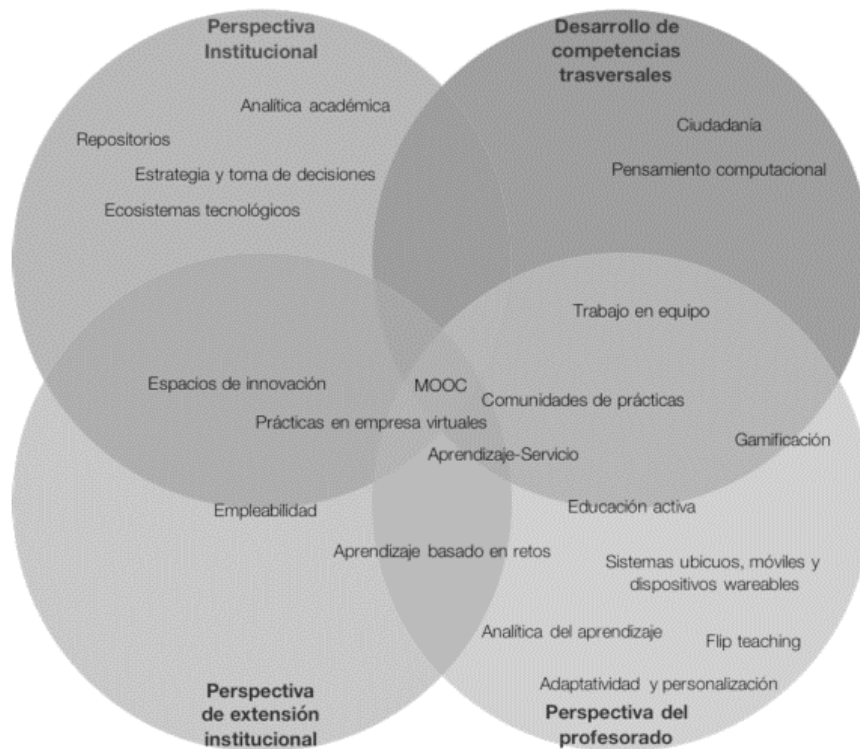 Perspectiva
Institucional
Desarrollo de
competencias
trasversales
Analítica académica
Repositorios
Estrategia y toma de decisiones
Ecosistemas tecnológicos
Ciudadanía
Pensamiento computacional
Trabajo en equipo
Espacios de innovación
MOOC
Comunidades de prácticas
Prácticas en empresa virtuales
Gamificación
Aprendizaje-Servicio
Empleabilidad
Educación activa
Aprendizaje basado en retos
Sistemas ubicuos, móviles y
dispositivos wareables
Analítica del aprendizaje
Flip teaching
Adaptatividad y personalización
Perspectiva
de extensión
institucional
Perspectiva del
profesorado